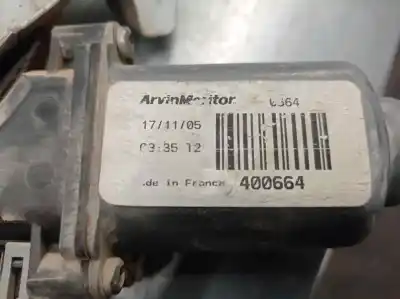 ArvinMeritor 0364
17/11/05
03:35 12
.de in France 400664